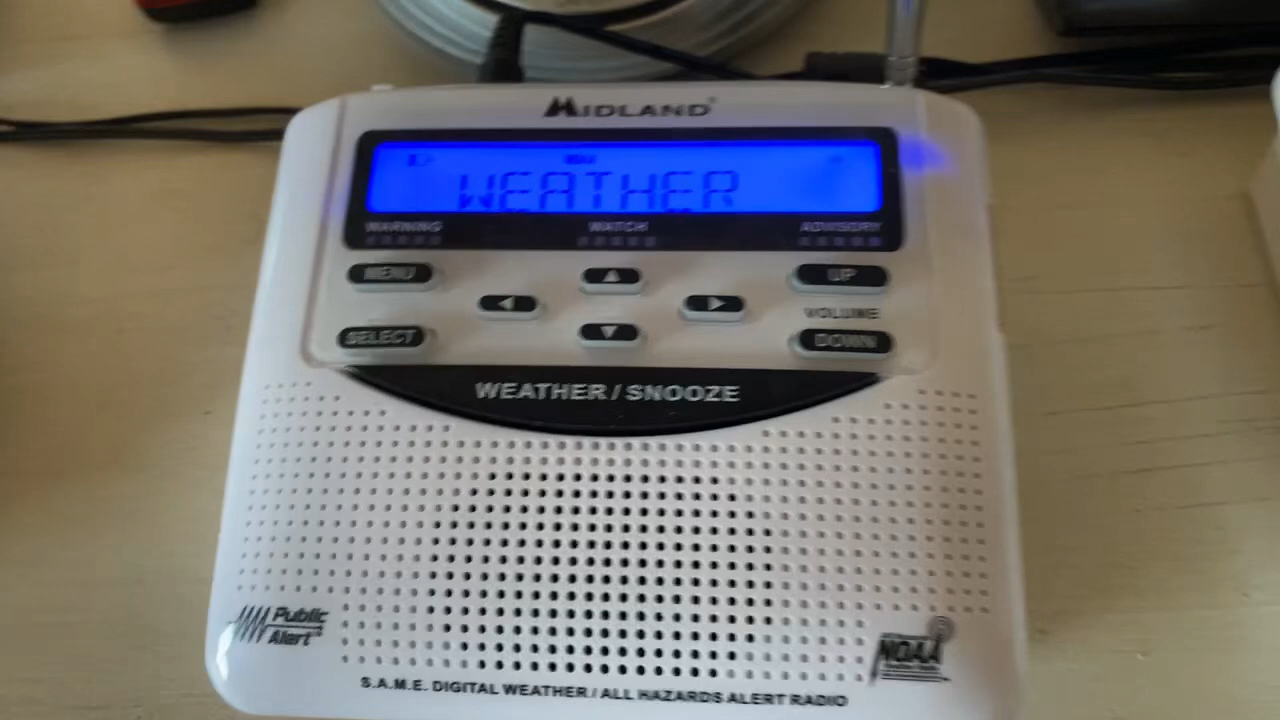 MIDLAND
WEATHER
WARNING WATCH ADVISORY
MENU ▲ UP
◀ ▶ VOLUME
SELECT ▼ DOWN
WEATHER / SNOOZE
Public
Alert
NOAA
S.A.M.E. DIGITAL WEATHER / ALL HAZARDS ALERT RADIO